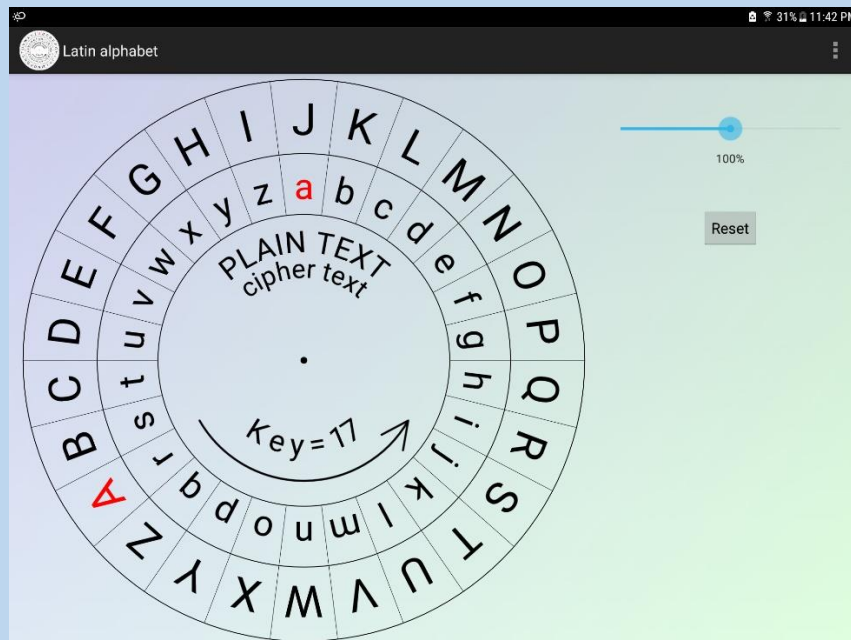 31% 11:42 PM
Latin alphabet
A B C D E F G H I J K L M N O P Q R S T U V W X Y Z
a b c d e f g h i j k l m n o p q r s t u v w x y z
PLAIN TEXT
cipher text
Key=17
100%
Reset